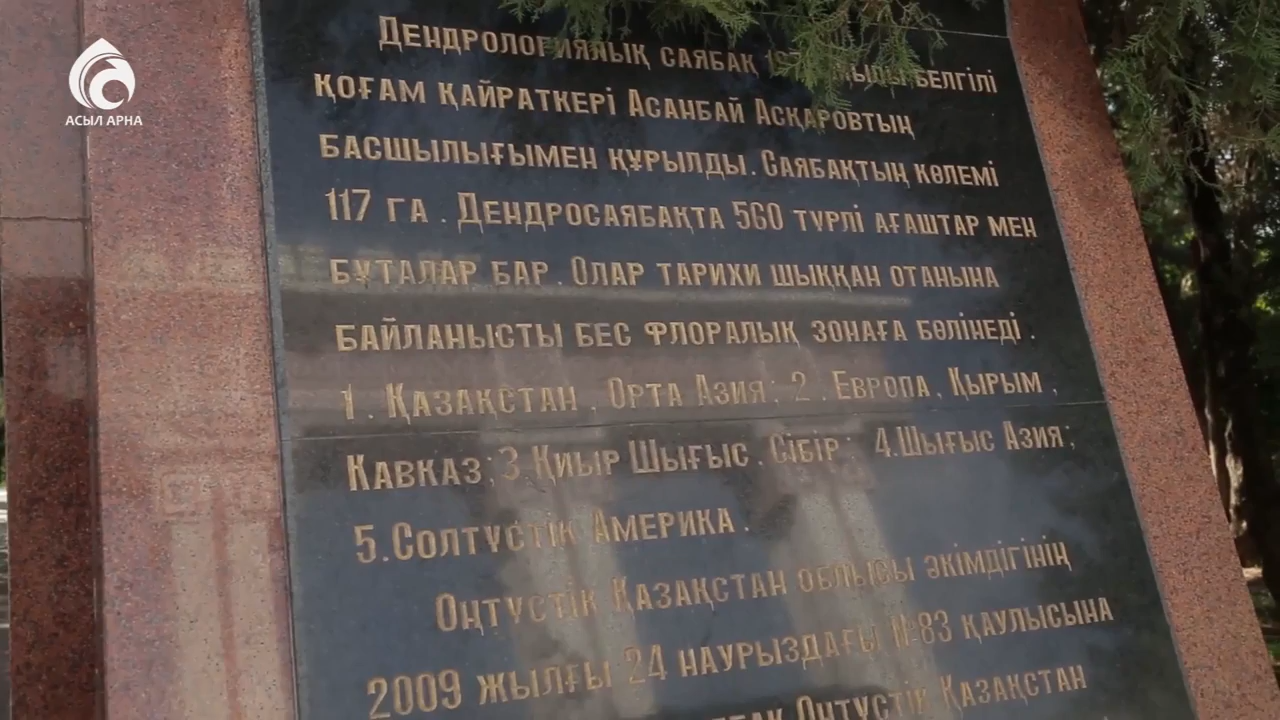 АСЫЛ АРНА
Дендрологиялық саябақ белгілі
қоғам қайраткері Асанбай Асқаровтың
басшылығымен құрылды. Саябақтың көлемі
117 га. Дендросаябақта 560 түрлі ағаштар мен
бұталар бар. Олар тарихи шыққан отанына
байланысты бес флоралық зонаға бөлінеді.
1. Қазақстан, Орта Азия; 2. Европа, Қырым,
Кавказ; 3. Қиыр Шығыс, Сібір; 4. Шығыс Азия;
5. Солтүстік Америка.
Оңтүстік Қазақстан облысы әкімдігінің
2009 жылғы 24 наурыздағы №83 қаулысына
Оңтүстік Қазақстан